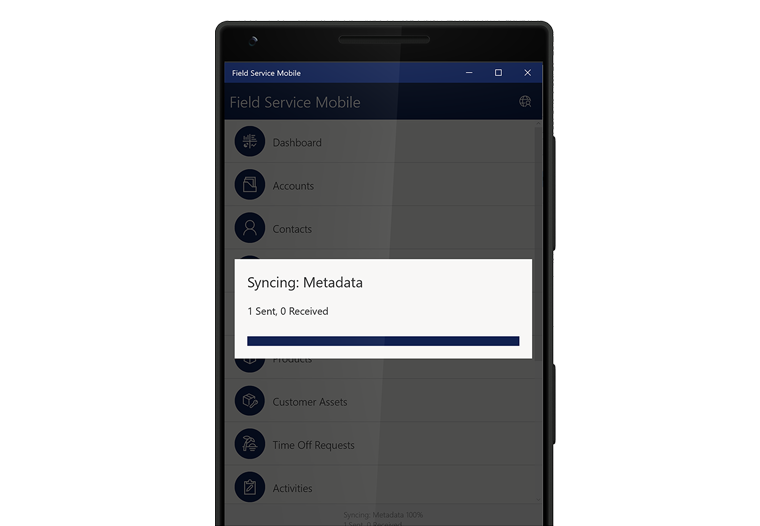 Field Service Mobile
Field Service Mobile
Dashboard
Accounts
Contacts
Syncing: Metadata
1 Sent, 0 Received
Products
Customer Assets
Time Off Requests
Activities
Syncing: Metadata 100%
1 Sent, 0 Received